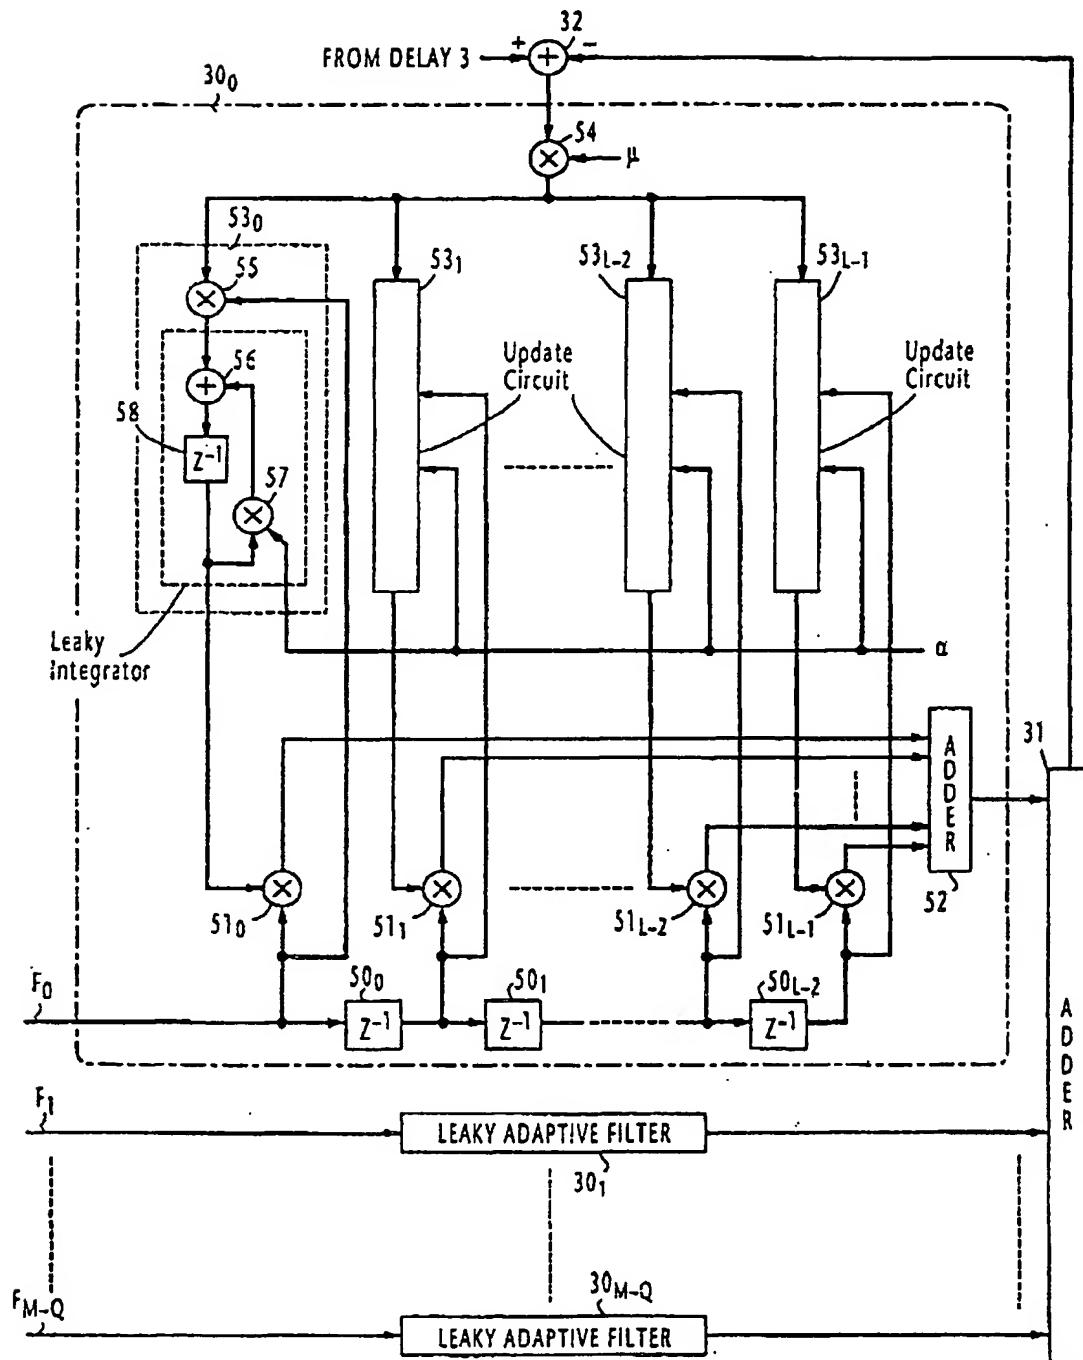 32
+ −
FROM DELAY 3 +
30₀
54
× μ
53₀
55
×
53₁
53L-2
53L-1
56
+
58
Z⁻¹
57
×
Update
Circuit
Update
Circuit
Leaky
Integrator
α
31
ADDER
× × × ×
51₀
51₁
51L-2
51L-1
52
F₀
50₀
50₁
50L-2
Z⁻¹ Z⁻¹ Z⁻¹
ADDER
F₁
LEAKY ADAPTIVE FILTER
30₁
30M-Q
FM-Q
LEAKY ADAPTIVE FILTER